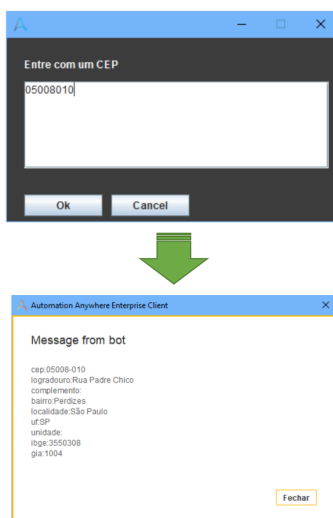 Entre com um CEP
05008010
Ok Cancel
Automation Anywhere Enterprise Client
Message from bot
cep:05008-010
logradouro:Rua Padre Chico
complemento:
bairro:Perdizes
localidade:São Paulo
uf:SP
unidade:
ibge:3550308
gia:1004
Fechar